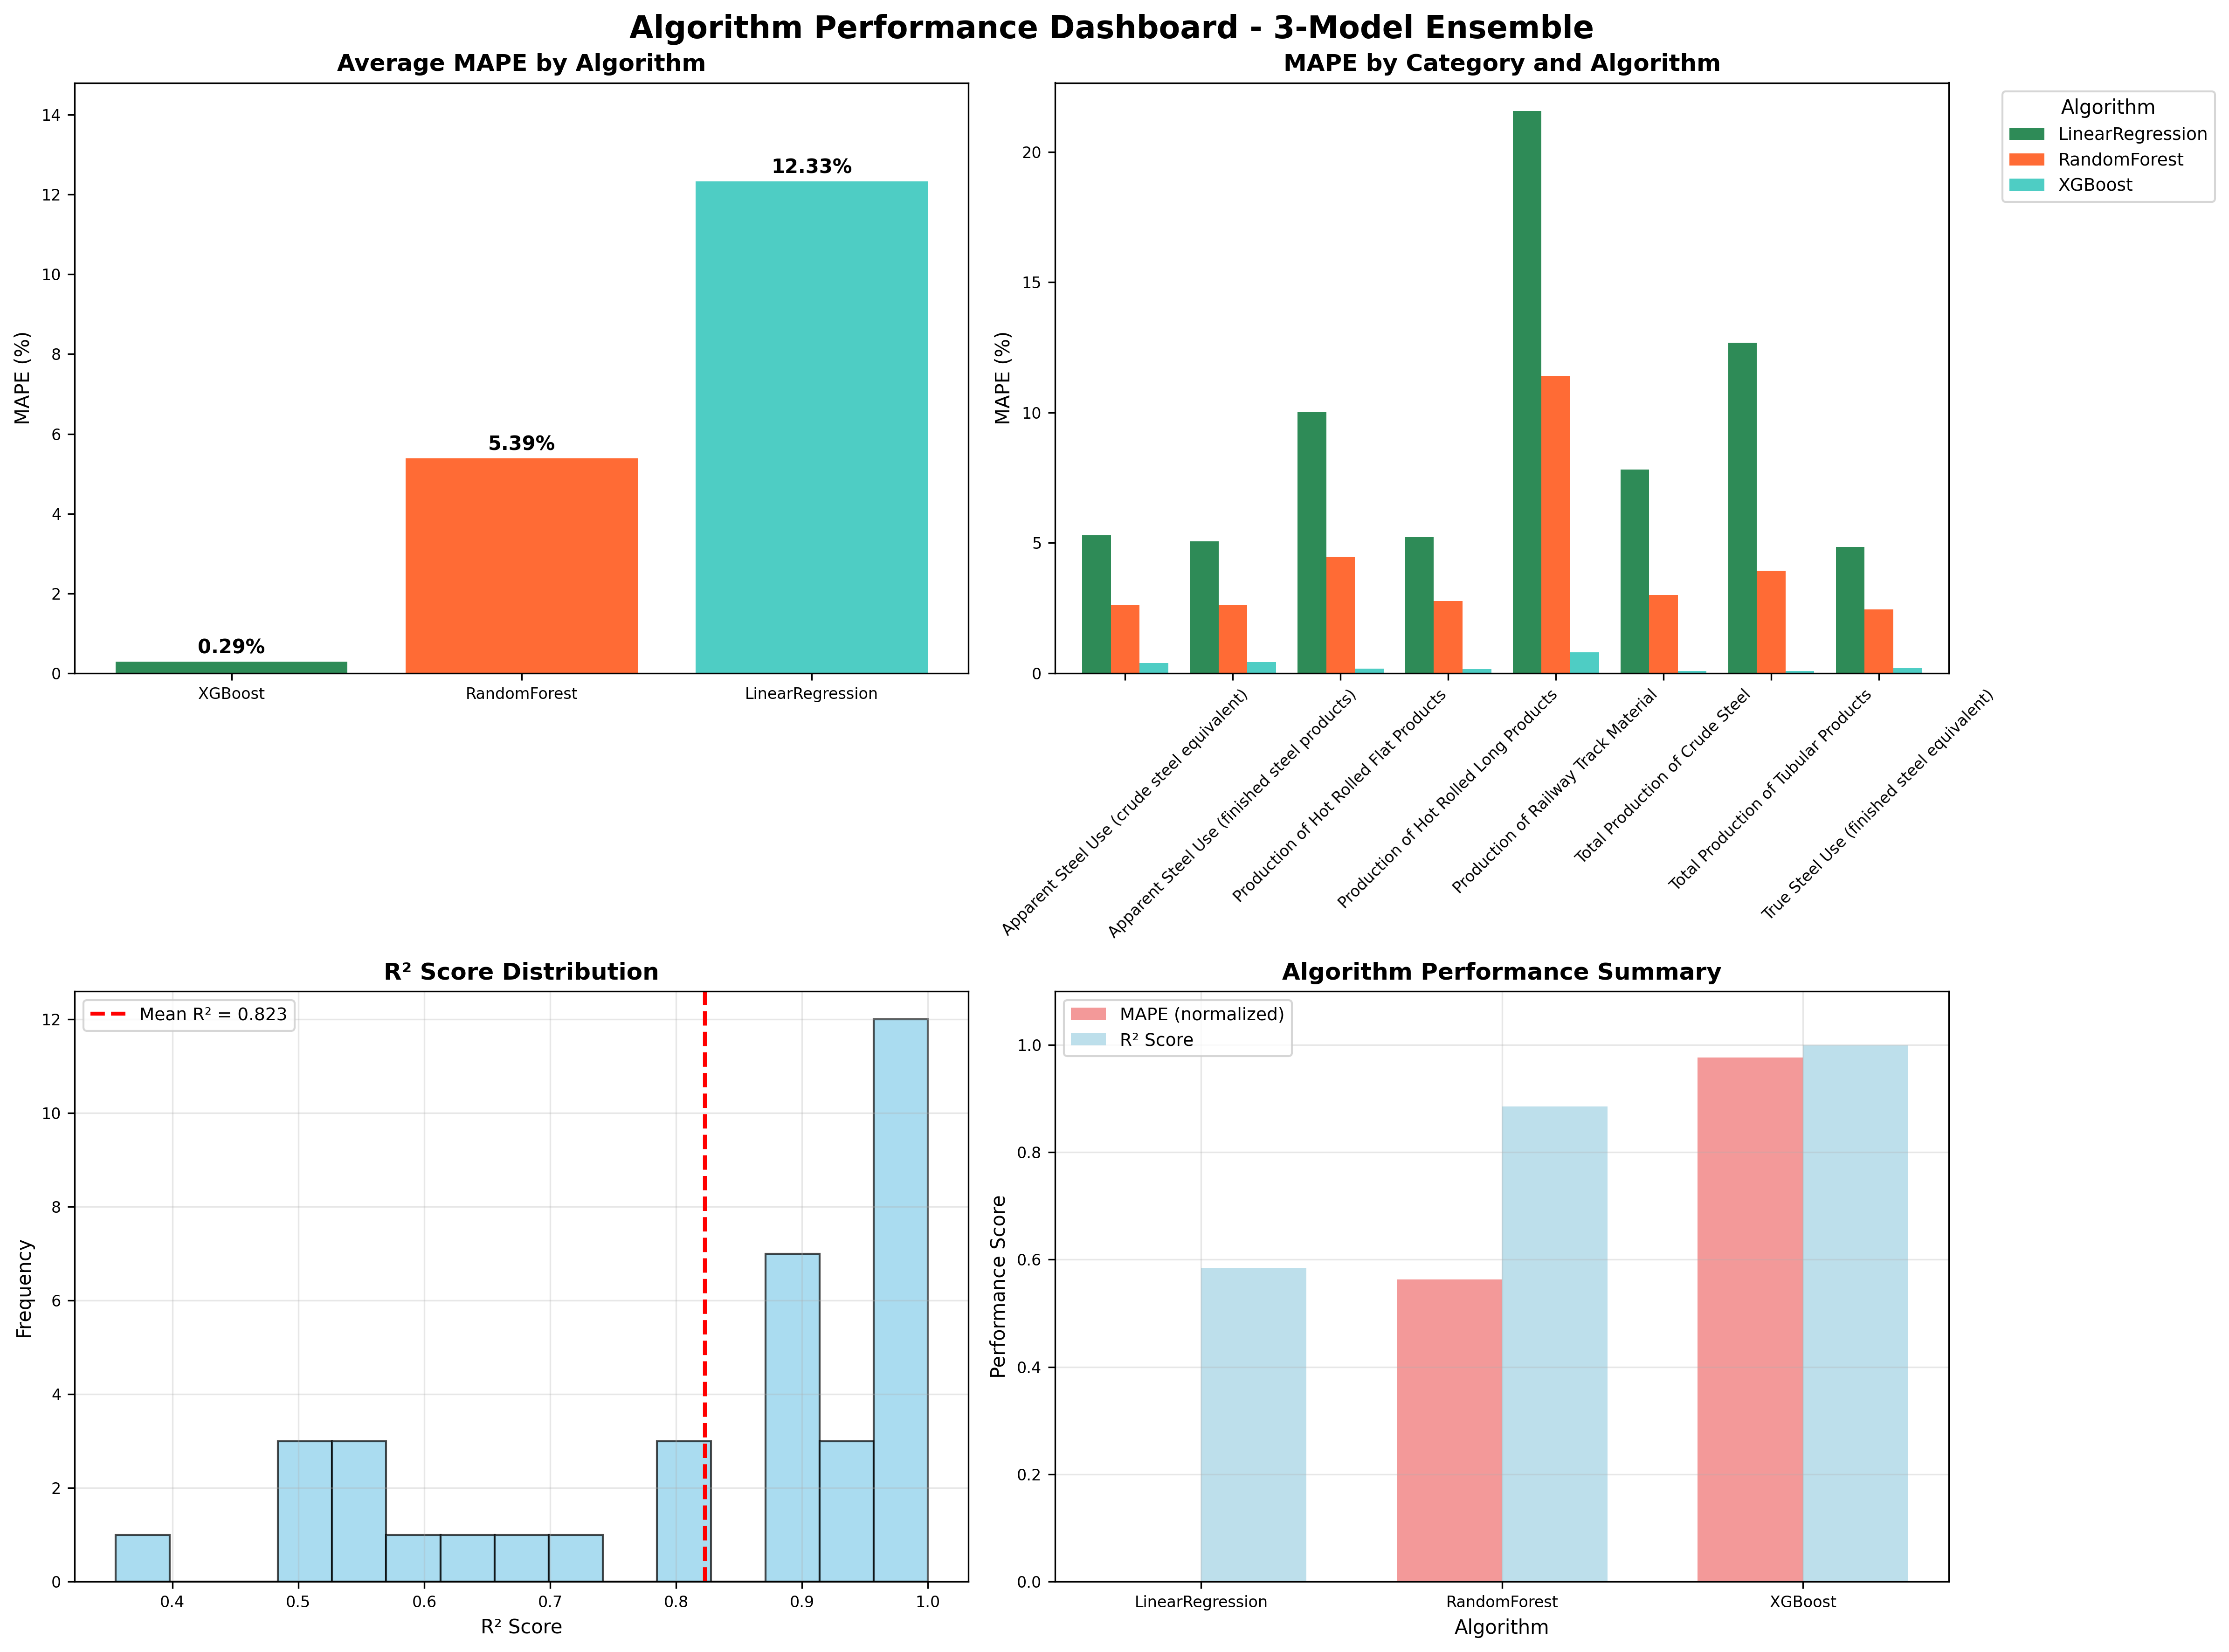 Algorithm Performance Dashboard - 3-Model Ensemble
Average MAPE by Algorithm
MAPE (%)
14
12
10
8
6
4
2
0
0.29%
5.39%
12.33%
XGBoost
RandomForest
LinearRegression
MAPE by Category and Algorithm
MAPE (%)
20
15
10
5
0
Apparent Steel Use (crude steel equivalent)
Apparent Steel Use (finished steel products)
Production of Hot Rolled Flat Products
Production of Hot Rolled Long Products
Production of Railway Track Material
Total Production of Crude Steel
Total Production of Tubular Products
True Steel Use (finished steel equivalent)
Algorithm
LinearRegression
RandomForest
XGBoost
R² Score Distribution
Mean R² = 0.823
Frequency
12
10
8
6
4
2
0
0.4
0.5
0.6
0.7
0.8
0.9
1.0
R² Score
Algorithm Performance Summary
MAPE (normalized)
R² Score
Performance Score
1.0
0.8
0.6
0.4
0.2
0.0
LinearRegression
RandomForest
XGBoost
Algorithm